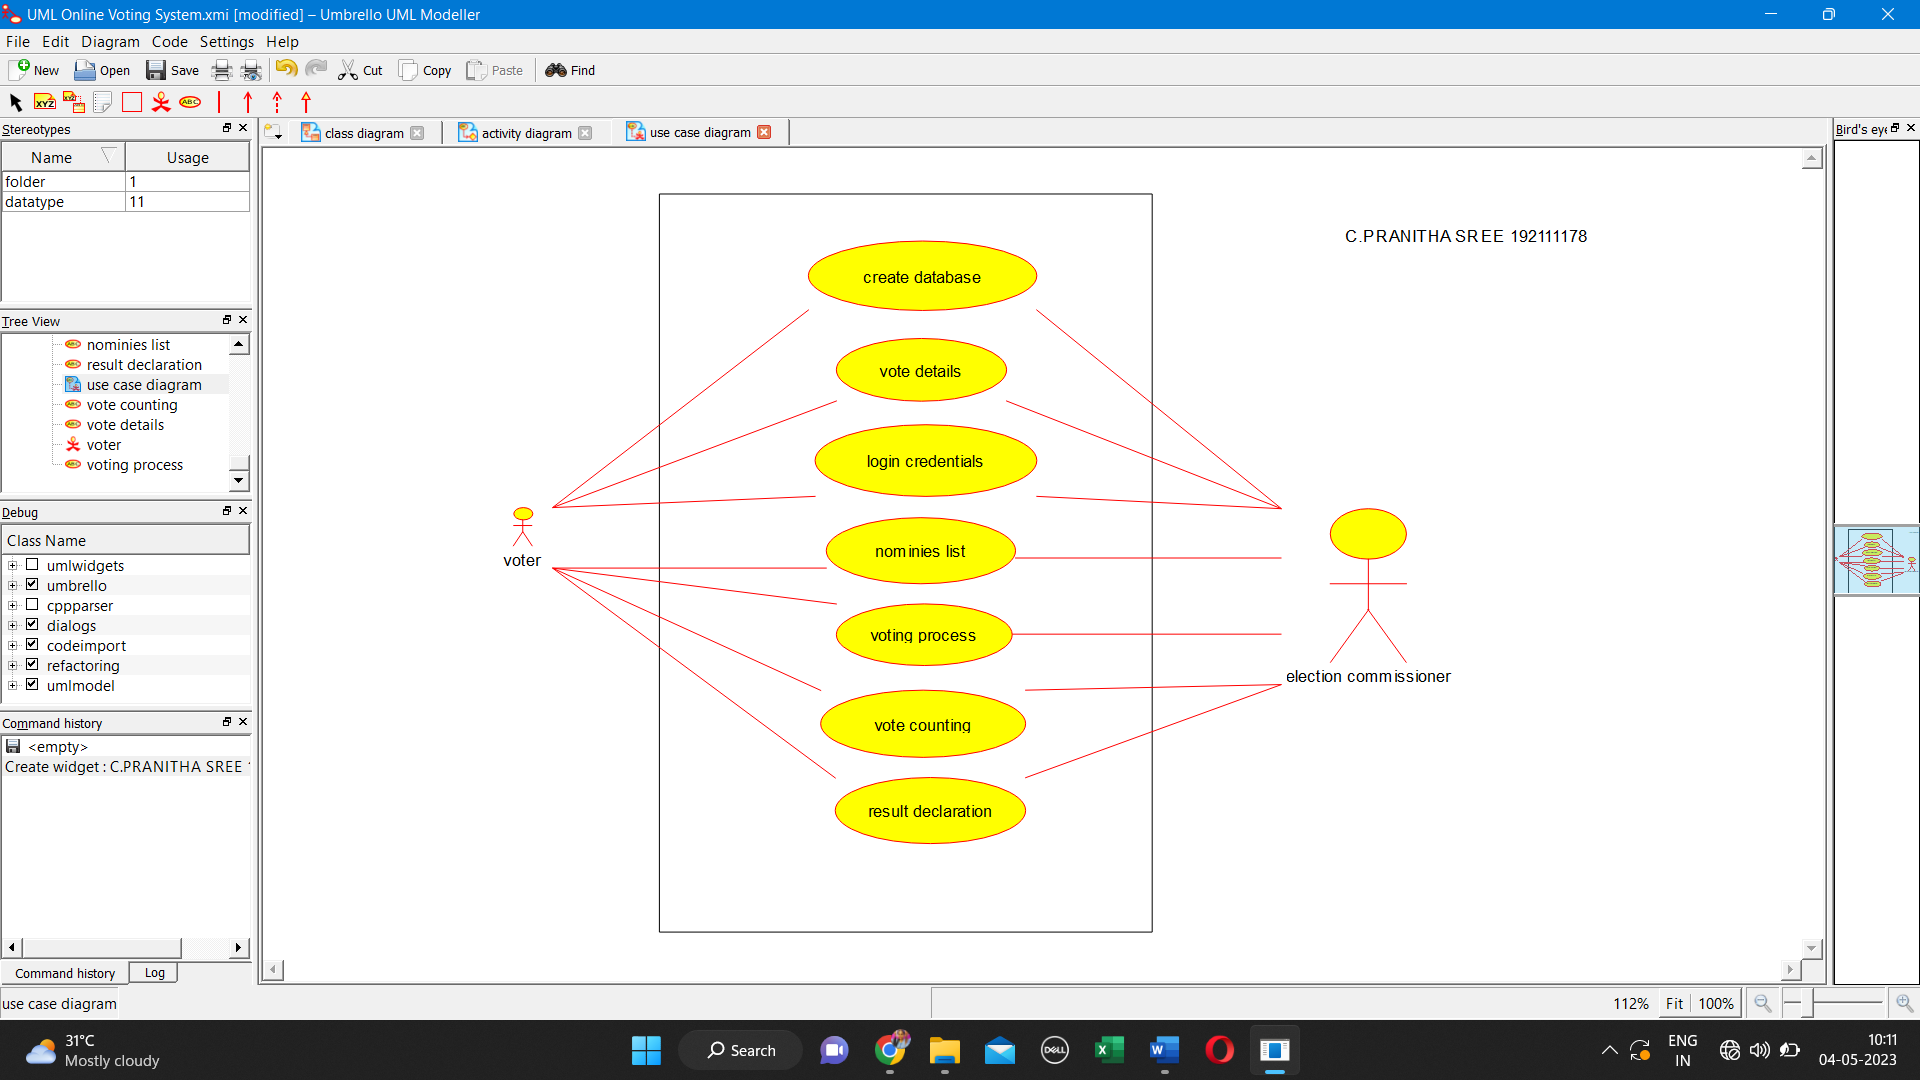 UML Online Voting System.xmi [modified] – Umbrello UML Modeller
File Edit Diagram Code Settings Help
New Open Save Cut Copy Paste Find
XYZ XYZ ABC
Stereotypes
Name Usage
folder 1
datatype 11
Tree View
nominies list
result declaration
use case diagram
vote counting
vote details
voter
voting process
Debug
Class Name
umlwidgets
umbrello
cppparser
dialogs
codeimport
refactoring
umlmodel
Command history
<empty>
Create widget : C.PRANITHA SREE
Command history Log
class diagram activity diagram use case diagram
C.PRANITHA SREE 192111178
create database
vote details
login credentials
nominies list
voting process
vote counting
result declaration
voter
election commissioner
Bird's eye
use case diagram
112% Fit 100%
31°C
Mostly cloudy
Search
DELL
ENG
IN
10:11
04-05-2023